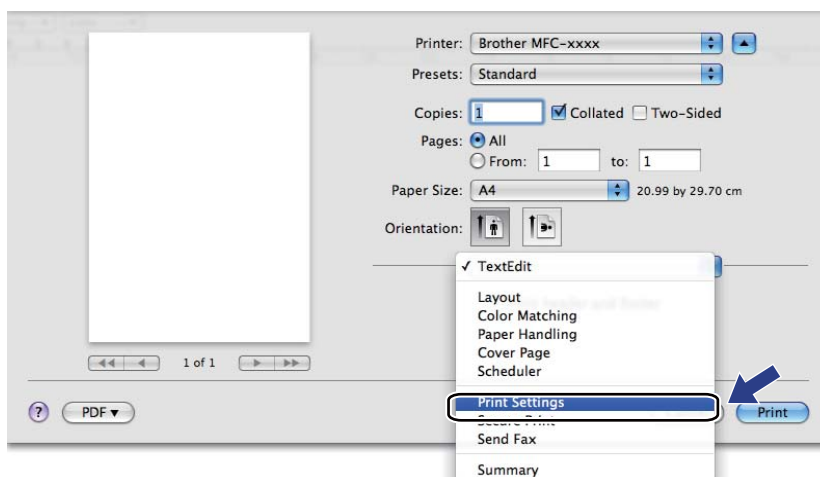 Printer: Brother MFC-xxxx
Presets: Standard
Copies: 1 Collated Two-Sided
Pages: All
From: 1 to: 1
Paper Size: A4 20.99 by 29.70 cm
Orientation:
✓ TextEdit
Layout
Color Matching
Paper Handling
Cover Page
Scheduler
1 of 1
Print Settings
? PDF ▼ Print
Send Fax
Summary